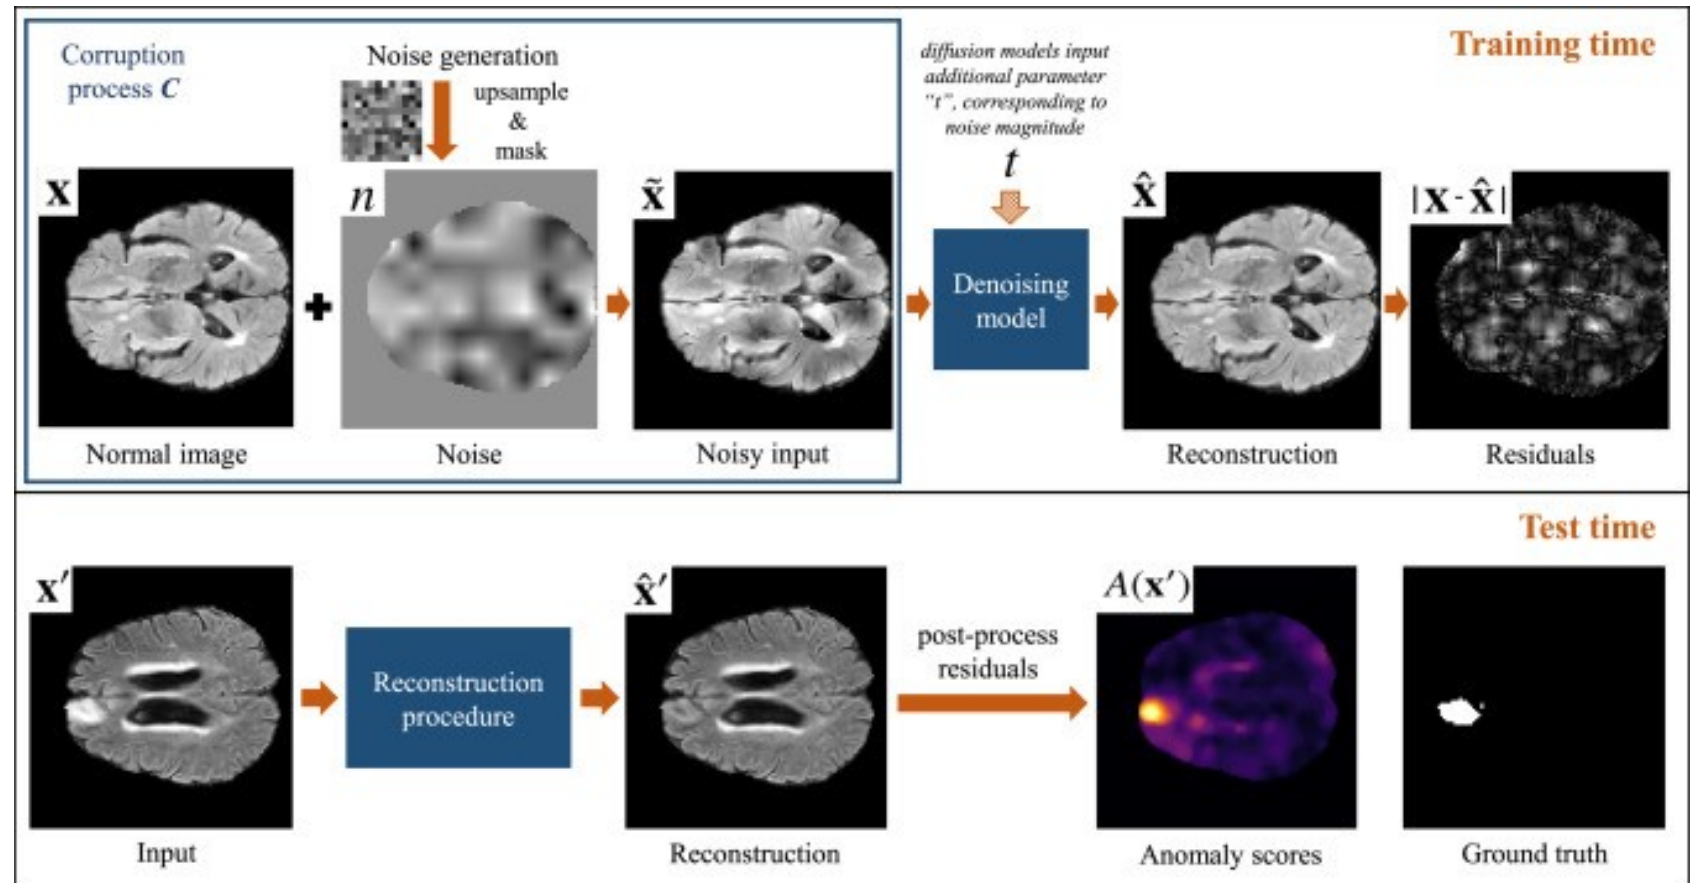 Training time
Corruption
process C
Noise generation
upsample
&
mask
diffusion models input
additional parameter
“t”, corresponding to
noise magnitude
t
x
n
x̃
Denoising
model
x̂
|x - x̂|
Normal image
Noise
Noisy input
Reconstruction
Residuals
Test time
x′
Reconstruction
procedure
x̂′
post-process
residuals
A(x′)
Input
Reconstruction
Anomaly scores
Ground truth